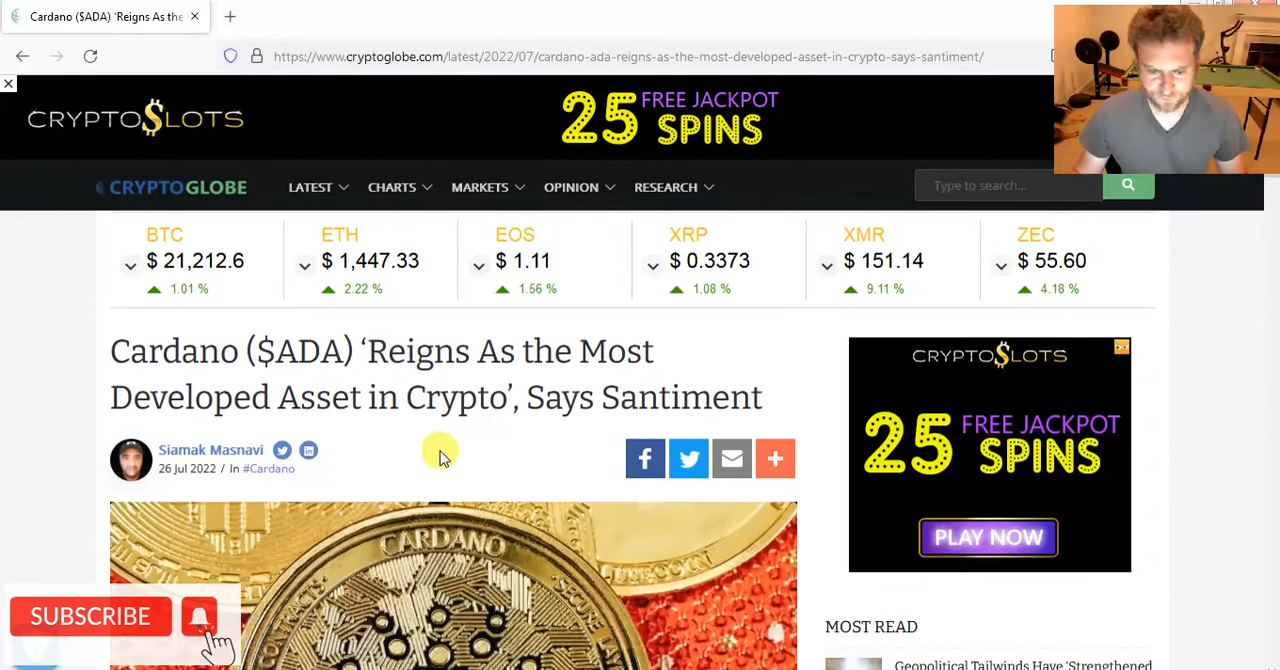 Cardano ($ADA) ‘Reigns As the
https://www.cryptoglobe.com/latest/2022/07/cardano-ada-reigns-as-the-most-developed-asset-in-crypto-says-santiment/
CRYPTO$LOTS
25 FREE JACKPOT
SPINS
CRYPTOGLOBE
LATEST CHARTS MARKETS OPINION RESEARCH
Type to search...
BTC ETH EOS XRP XMR ZEC
$ 21,212.6 $ 1,447.33 $ 1.11 $ 0.3373 $ 151.14 $ 55.60
1.01 % 2.22 % 1.56 % 1.08 % 9.11 % 4.18 %
Cardano ($ADA) ‘Reigns As the Most
Developed Asset in Crypto’, Says Santiment
Siamak Masnavi
26 Jul 2022 / In #Cardano
CRYPTO$LOTS
25 FREE JACKPOT
SPINS
PLAY NOW
CARDANO
SUBSCRIBE
MOST READ
Geopolitical Tailwinds Have ‘Strengthened